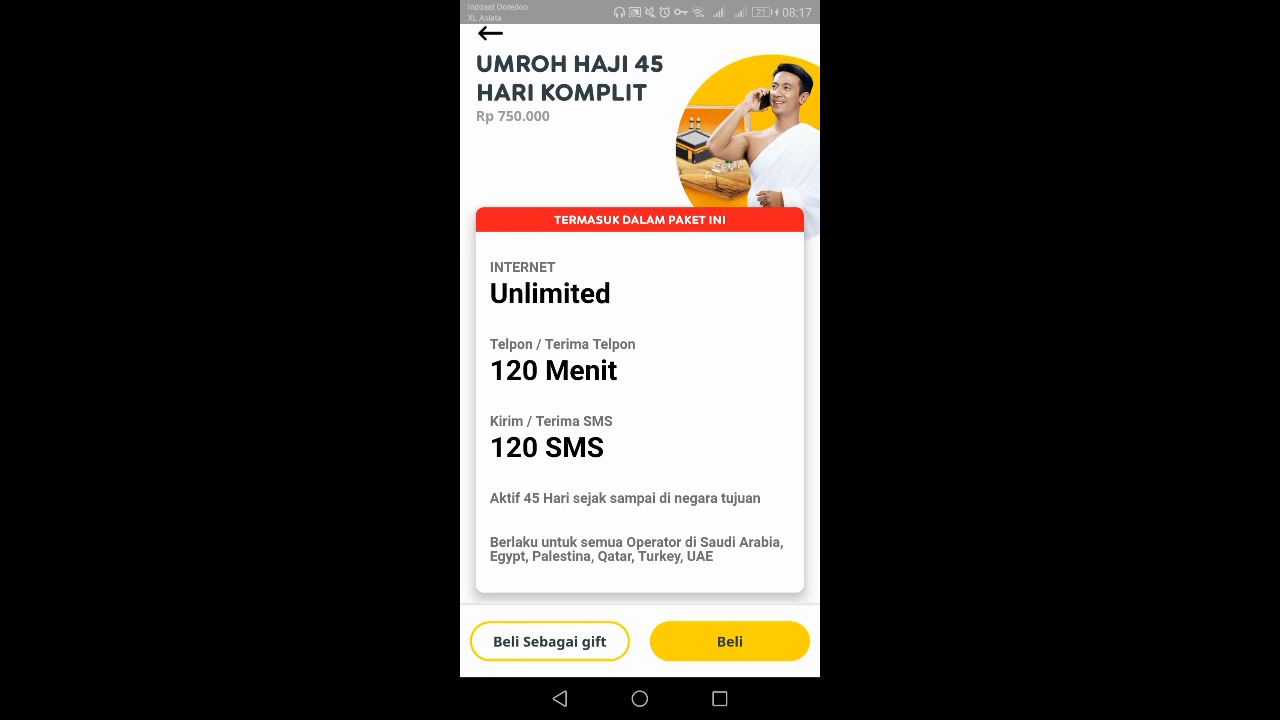 Indosat Ooredoo
XL Axiata
21
08:17
UMROH HAJI 45
HARI KOMPLIT
Rp 750.000
TERMASUK DALAM PAKET INI
INTERNET
Unlimited
Telpon / Terima Telpon
120 Menit
Kirim / Terima SMS
120 SMS
Aktif 45 Hari sejak sampai di negara tujuan
Berlaku untuk semua Operator di Saudi Arabia,
Egypt, Palestina, Qatar, Turkey, UAE
Beli Sebagai gift
Beli